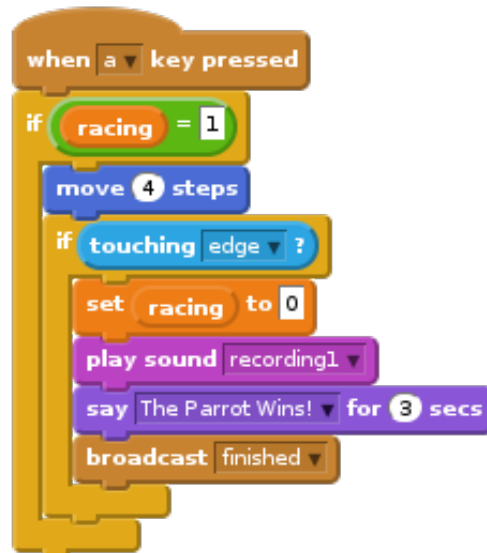 when a key pressed
if racing = 1
move 4 steps
if touching edge ?
set racing to 0
play sound recording1
say The Parrot Wins! for 3 secs
broadcast finished